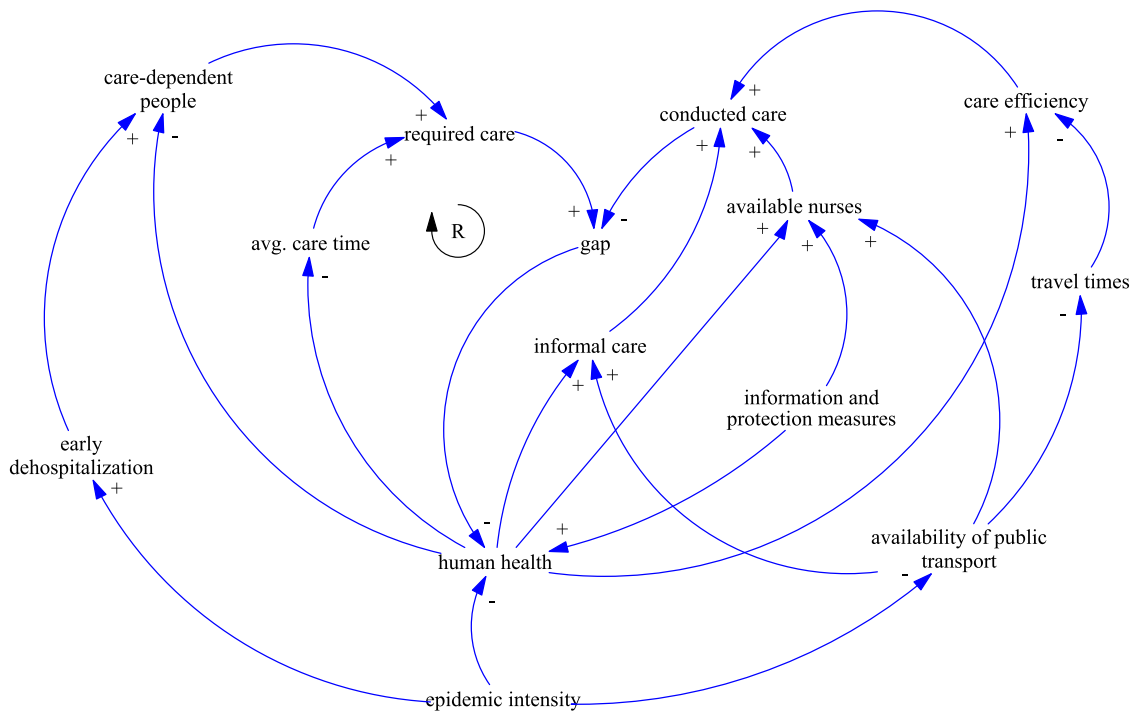 care-dependent
people
+
-
+
required care
+
conducted care
+
+
+
care efficiency
+
-
avg. care time
-
R
+
-
gap
available nurses
+
+
+
travel times
-
informal care
+
+
information and
protection measures
early
dehospitalization
+
-
+
human health
-
availability of public
transport
-
epidemic intensity